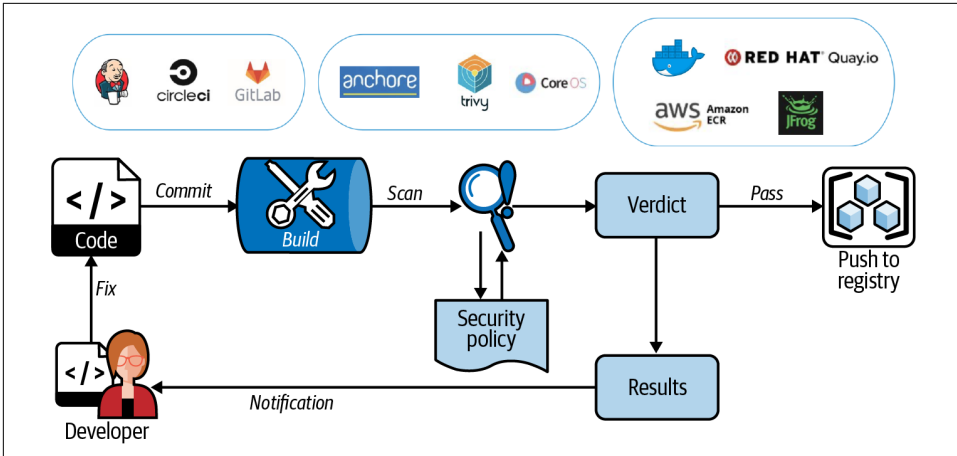 circleci
GitLab
anchore
trivy
CoreOS
RED HAT® Quay.io
aws Amazon
ECR
JFrog
</>
Code
Commit
Build
Scan
Verdict
Pass
Push to
registry
Fix
Security
policy
</>
Developer
Notification
Results